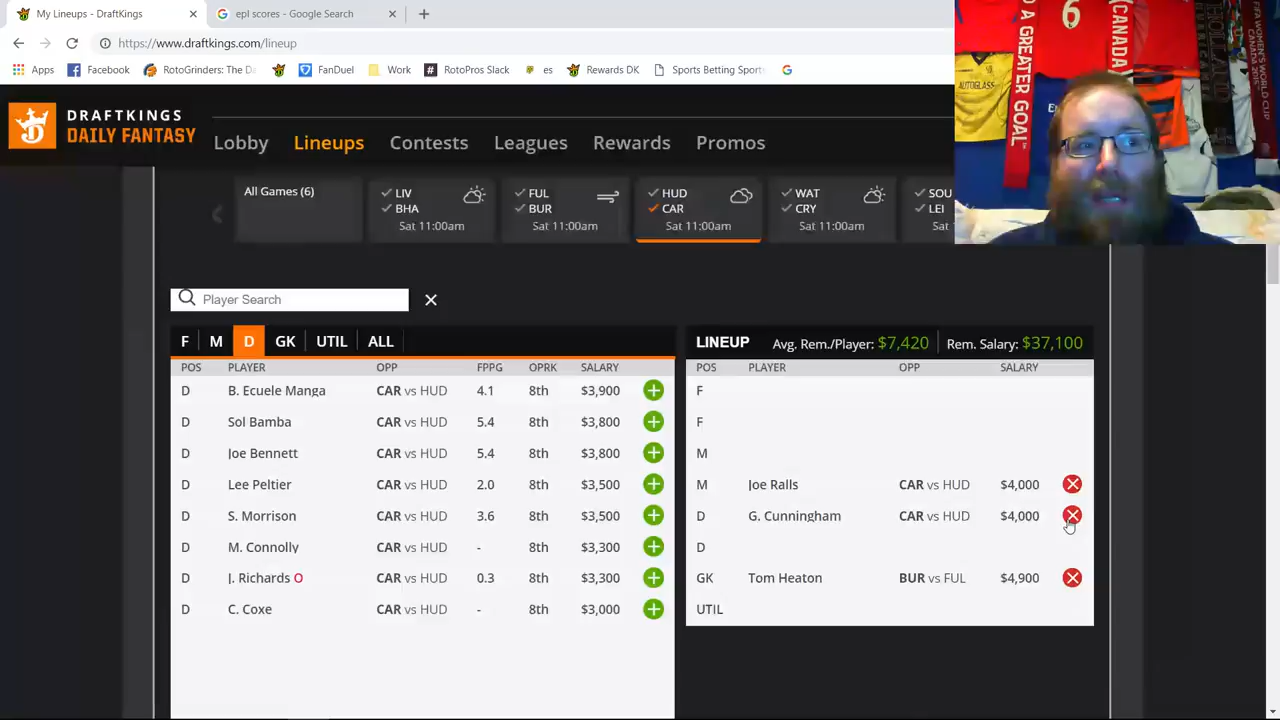 My Lineups - DraftKings
epl scores - Google Search
https://www.draftkings.com/lineup
Apps Facebook RotoGrinders: The Da FanDuel Work RotoPros Slack Rewards DK Sports Betting Sport
DRAFTKINGS
DAILY FANTASY
Lobby Lineups Contests Leagues Rewards Promos
A GREATER GOAL
6
CANADA
AUTOGLASS
All Games (6)
LIV
BHA
Sat 11:00am
FUL
BUR
Sat 11:00am
HUD
CAR
Sat 11:00am
WAT
CRY
Sat 11:00am
SOU
LEI
Sat
Player Search
F M D GK UTIL ALL
POS PLAYER OPP FPPG OPRK SALARY
D B. Ecuele Manga CAR vs HUD 4.1 8th $3,900
D Sol Bamba CAR vs HUD 5.4 8th $3,800
D Joe Bennett CAR vs HUD 5.4 8th $3,800
D Lee Peltier CAR vs HUD 2.0 8th $3,500
D S. Morrison CAR vs HUD 3.6 8th $3,500
D M. Connolly CAR vs HUD - 8th $3,300
D J. Richards O CAR vs HUD 0.3 8th $3,300
D C. Coxe CAR vs HUD - 8th $3,000
LINEUP Avg. Rem./Player: $7,420 Rem. Salary: $37,100
POS PLAYER OPP SALARY
F
F
M
M Joe Ralls CAR vs HUD $4,000
D G. Cunningham CAR vs HUD $4,000
D
GK Tom Heaton BUR vs FUL $4,900
UTIL